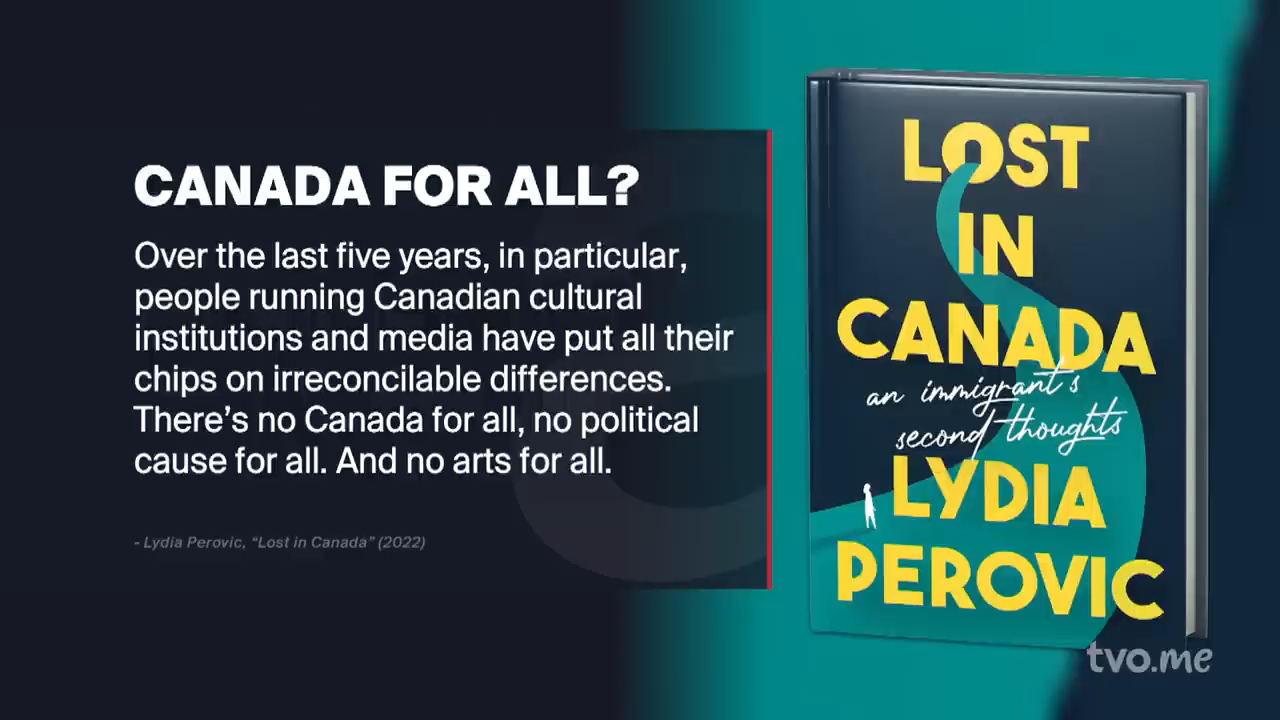 CANADA FOR ALL?
Over the last five years, in particular,
people running Canadian cultural
institutions and media have put all their
chips on irreconcilable differences.
There's no Canada for all, no political
cause for all. And no arts for all.
- Lydia Perovic, “Lost in Canada” (2022)
LOST
IN
CANADA
an immigrant's
second thoughts
LYDIA
PEROVIC
tvo.me